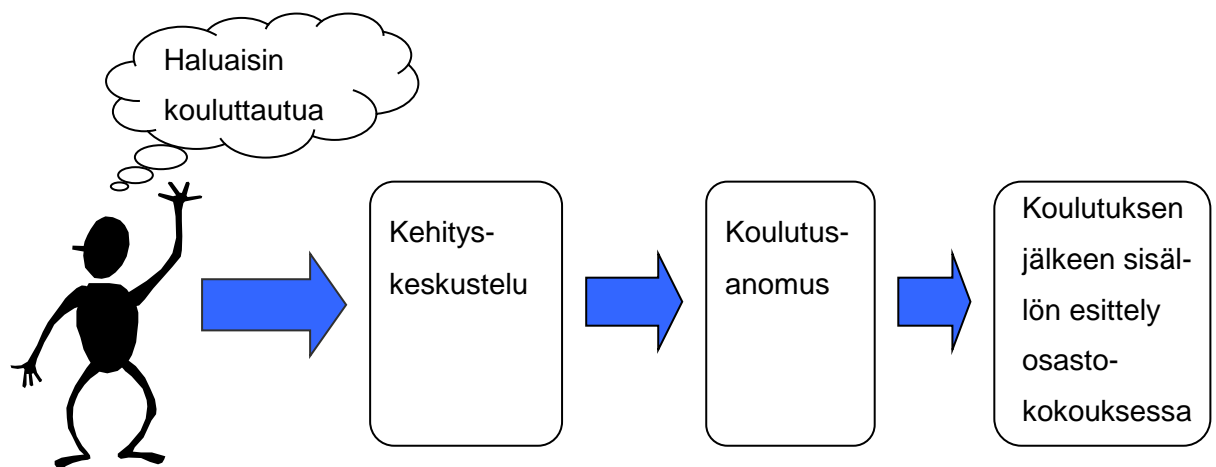 Haluaisin
kouluttautua
Kehitys-
keskustelu
Koulutus-
anomus
Koulutuksen
jälkeen sisäl-
lön esittely
osasto-
kokouksessa